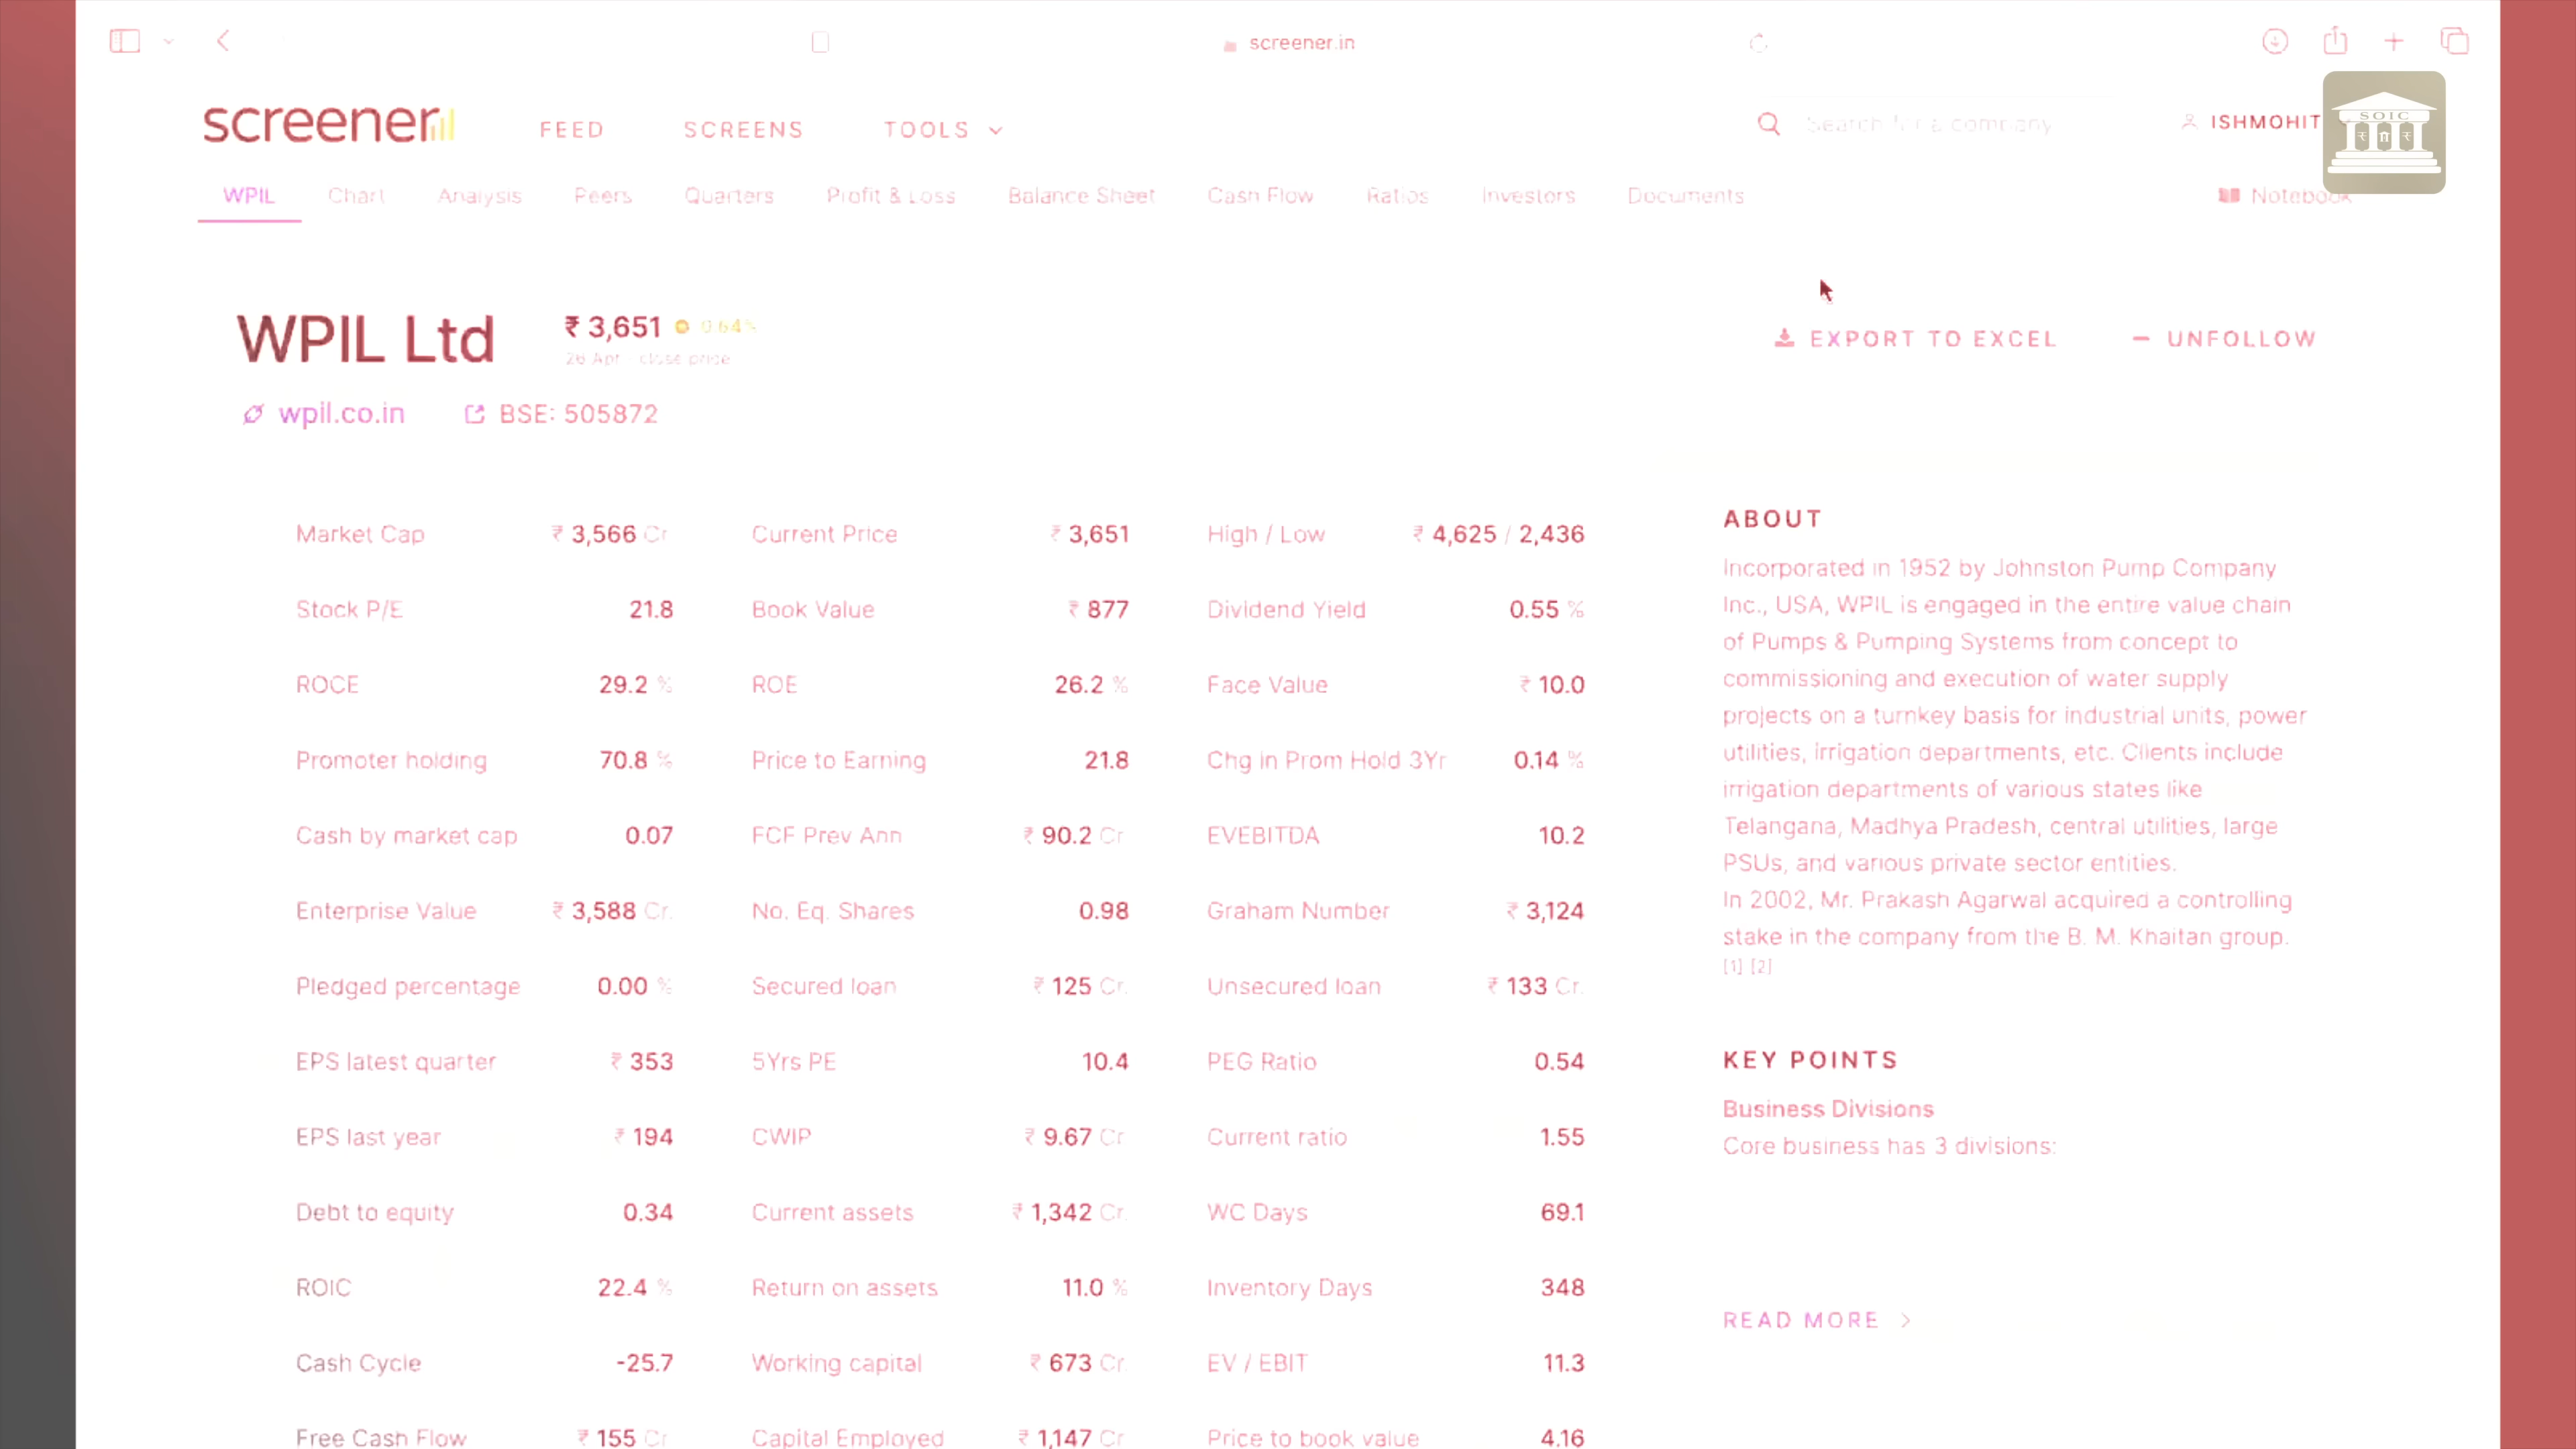 screener.in
screener
FEED SCREENS TOOLS
Search for a company
ISHMOHIT
SOIC
WPIL Chart Analysis Peers Quarters Profit & Loss Balance Sheet Cash Flow Ratios Investors Documents
Notebook
WPIL Ltd
₹ 3,651 0.64%
26 Apr - close price
EXPORT TO EXCEL
UNFOLLOW
wpil.co.in BSE: 505872
Market Cap ₹ 3,566 Cr.
Current Price ₹ 3,651
High / Low ₹ 4,625 / 2,436
Stock P/E 21.8
Book Value ₹ 877
Dividend Yield 0.55 %
ROCE 29.2 %
ROE 26.2 %
Face Value ₹ 10.0
Promoter holding 70.8 %
Price to Earning 21.8
Chg in Prom Hold 3Yr 0.14 %
Cash by market cap 0.07
FCF Prev Ann ₹ 90.2 Cr.
EVEBITDA 10.2
Enterprise Value ₹ 3,588 Cr.
No. Eq. Shares 0.98
Graham Number ₹ 3,124
Pledged percentage 0.00 %
Secured loan ₹ 125 Cr.
Unsecured loan ₹ 133 Cr.
EPS latest quarter ₹ 353
5Yrs PE 10.4
PEG Ratio 0.54
EPS last year ₹ 194
CWIP ₹ 9.67 Cr.
Current ratio 1.55
Debt to equity 0.34
Current assets ₹ 1,342 Cr.
WC Days 69.1
ROIC 22.4 %
Return on assets 11.0 %
Inventory Days 348
Cash Cycle -25.7
Working capital ₹ 673 Cr.
EV / EBIT 11.3
Free Cash Flow ₹ 155 Cr.
Capital Employed ₹ 1,147 Cr.
Price to book value 4.16
ABOUT
Incorporated in 1952 by Johnston Pump Company
Inc., USA, WPIL is engaged in the entire value chain
of Pumps & Pumping Systems from concept to
commissioning and execution of water supply
projects on a turnkey basis for industrial units, power
utilities, irrigation departments, etc. Clients include
irrigation departments of various states like
Telangana, Madhya Pradesh, central utilities, large
PSUs, and various private sector entities.
In 2002, Mr. Prakash Agarwal acquired a controlling
stake in the company from the B. M. Khaitan group.
[1] [2]
KEY POINTS
Business Divisions
Core business has 3 divisions:
READ MORE